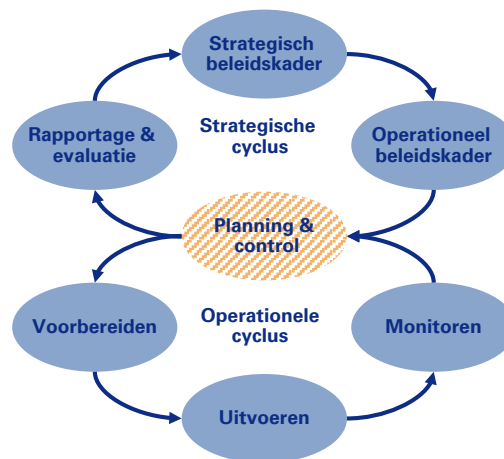 Strategisch
beleidskader
Rapportage &
evaluatie
Strategische
cyclus
Operationeel
beleidskader
Planning &
control
Voorbereiden
Operationele
cyclus
Monitoren
Uitvoeren